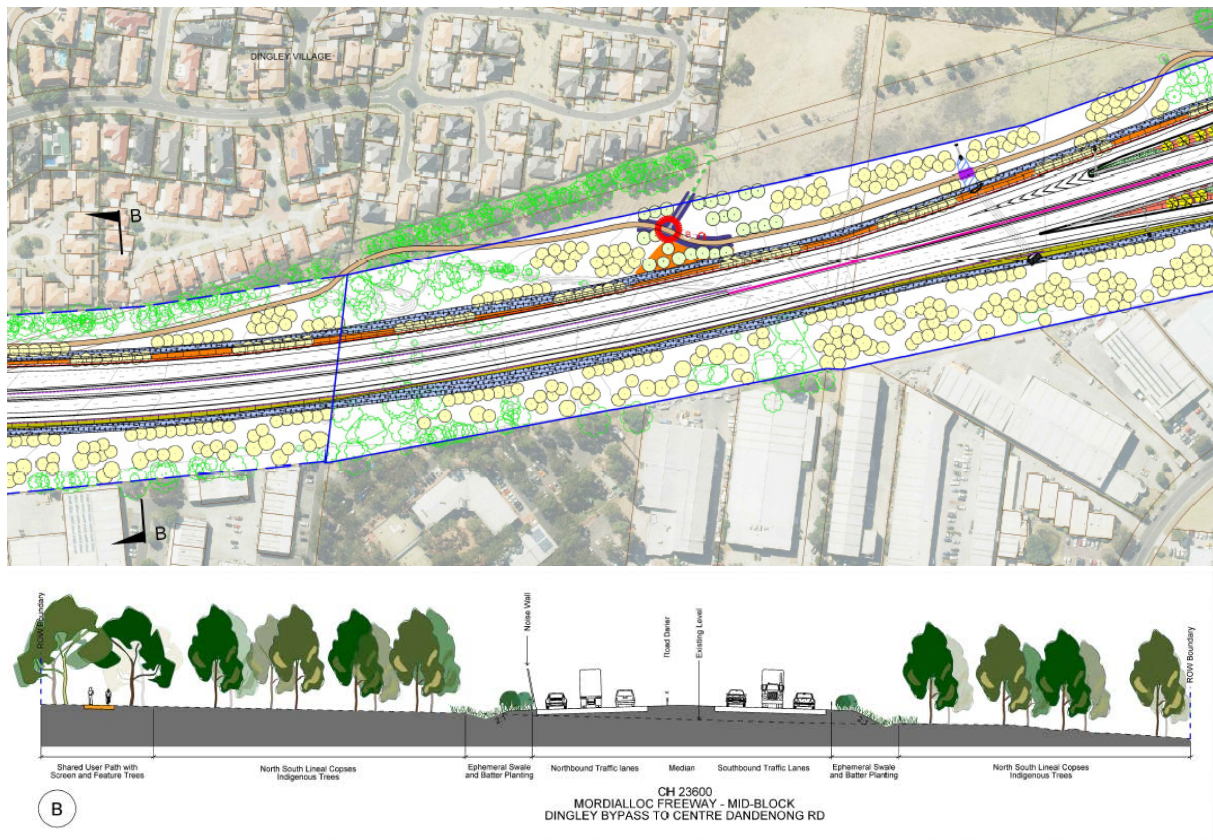 DINGLEY VILLAGE
B
B
ROW Boundary
Noise Wall
Road Barier
Existing Level
ROW Boundary
Shared User Path with
Screen and Feature Trees
North South Lineal Copses
Indigenous Trees
Ephemeral Swale
and Batter Planting
Northbound Traffic lanes
Median
Southbound Traffic Lanes
Ephemeral Swale
and Batter Planting
North South Lineal Copses
Indigenous Trees
B
CH 23600
MORDIALLOC FREEWAY - MID-BLOCK
DINGLEY BYPASS TO CENTRE DANDENONG RD